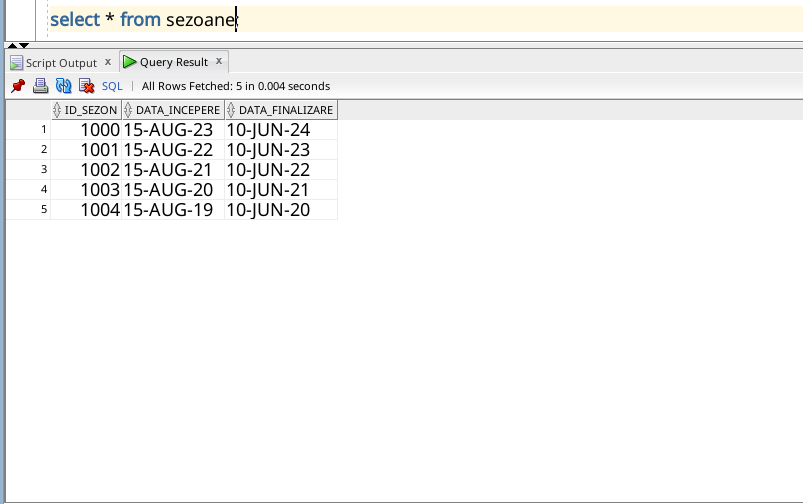 select * from sezoane;
Script Output x Query Result x
SQL | All Rows Fetched: 5 in 0.004 seconds
ID_SEZON DATA_INCEPERE DATA_FINALIZARE
1 1000 15-AUG-23 10-JUN-24
2 1001 15-AUG-22 10-JUN-23
3 1002 15-AUG-21 10-JUN-22
4 1003 15-AUG-20 10-JUN-21
5 1004 15-AUG-19 10-JUN-20